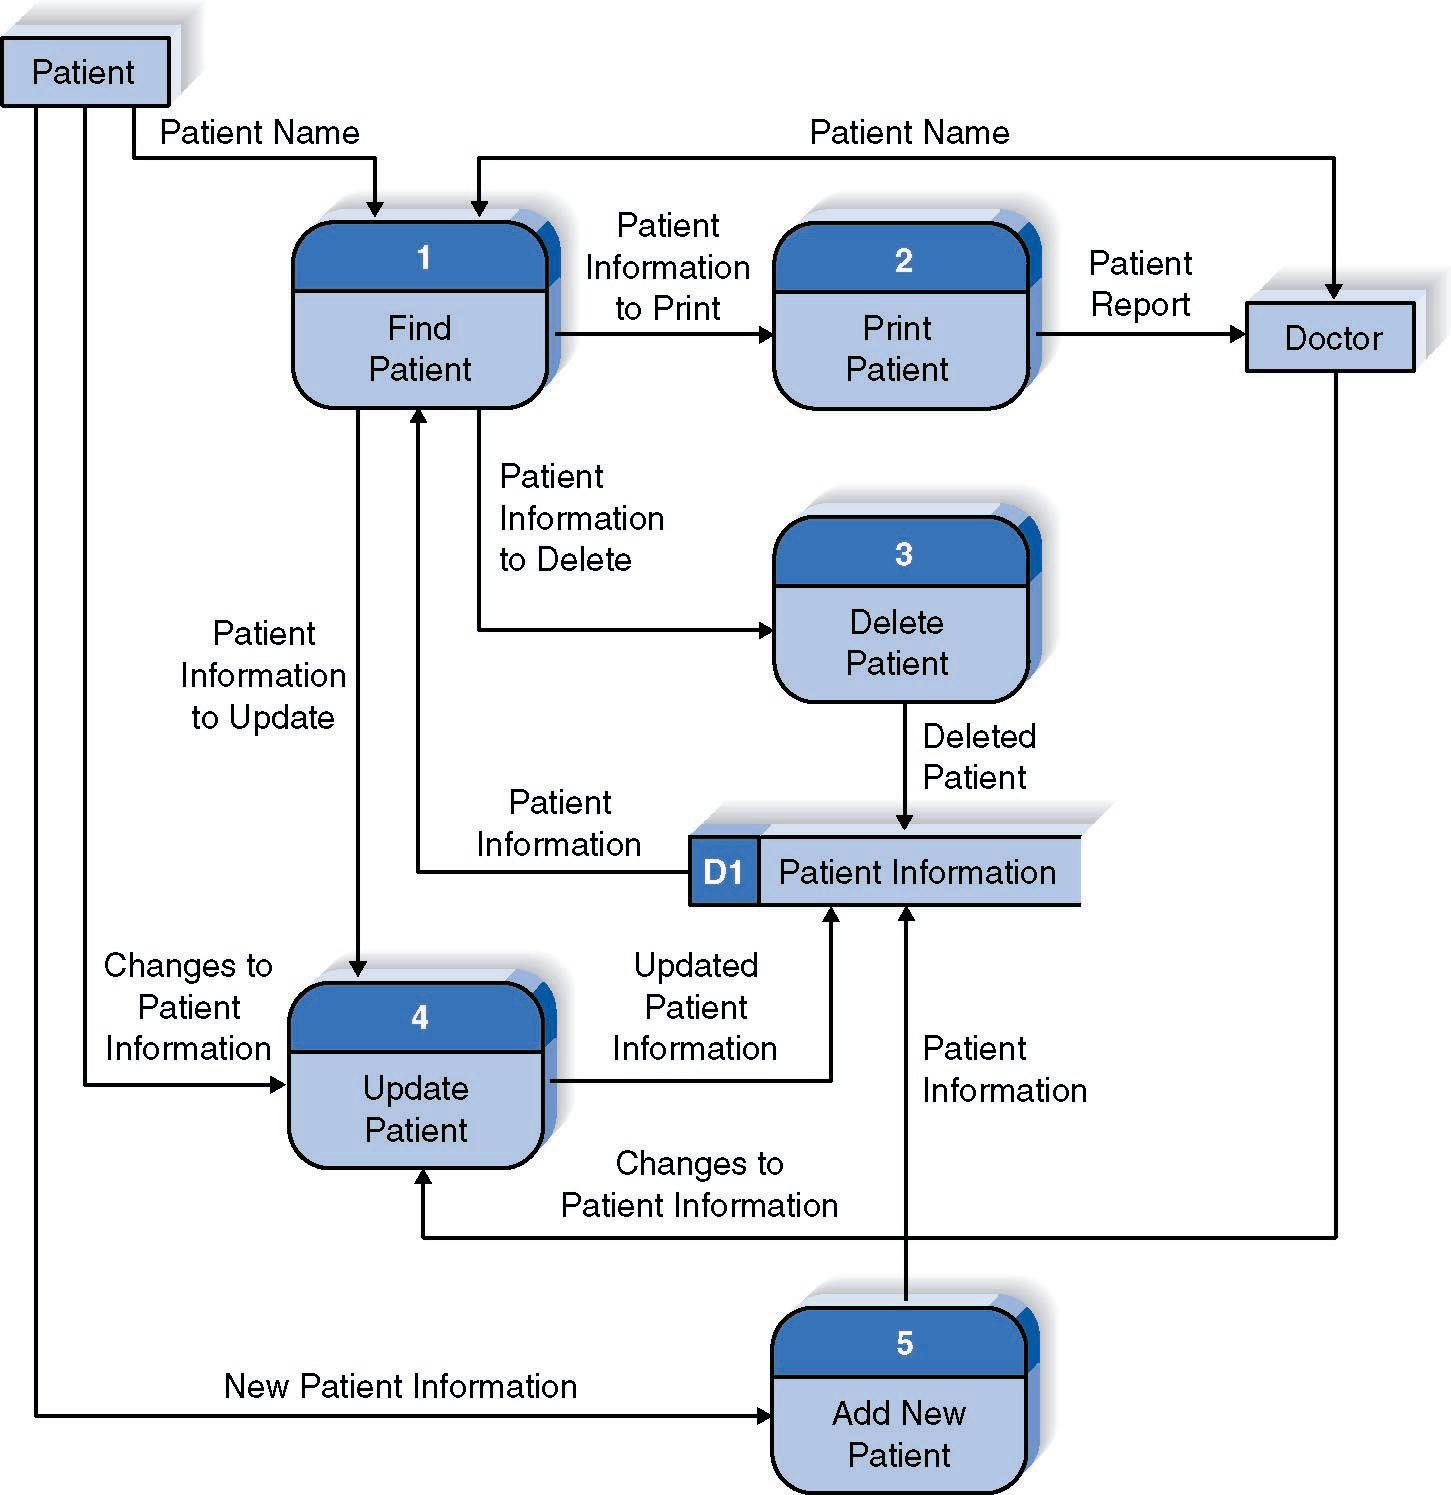 Patient
Patient Name
Patient Name
1
Find
Patient
Patient
Information
to Print
2
Print
Patient
Patient
Report
Doctor
Patient
Information
to Delete
3
Delete
Patient
Patient
Information
to Update
Deleted
Patient
Patient
Information
D1
Patient Information
Changes to
Patient
Information
4
Update
Patient
Updated
Patient
Information
Patient
Information
Changes to
Patient Information
New Patient Information
5
Add New
Patient